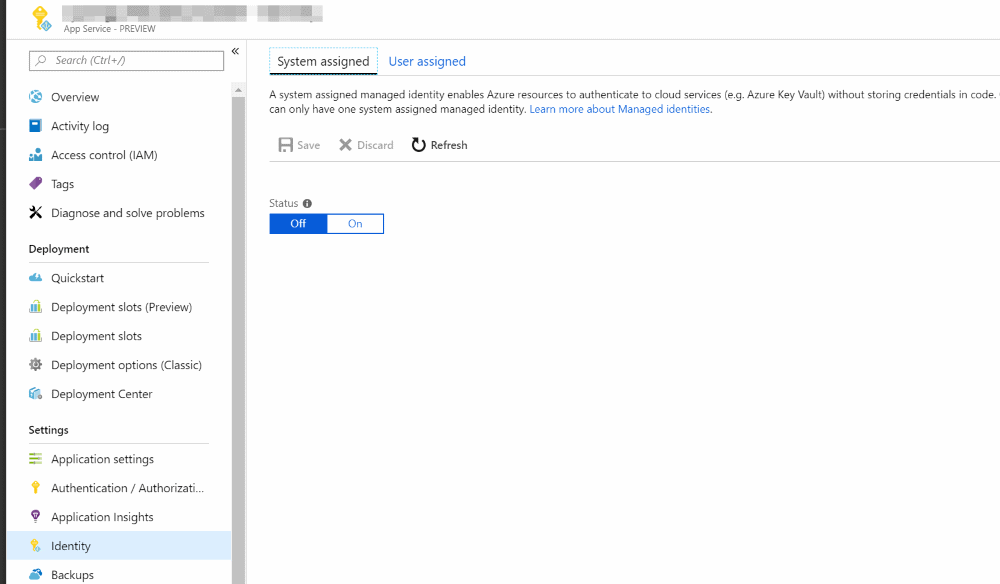 App Service - PREVIEW
Search (Ctrl+/)
«
Overview
Activity log
Access control (IAM)
Tags
Diagnose and solve problems
Deployment
Quickstart
Deployment slots (Preview)
Deployment slots
Deployment options (Classic)
Deployment Center
Settings
Application settings
Authentication / Authorizati...
Application Insights
Identity
Backups
System assigned User assigned
A system assigned managed identity enables Azure resources to authenticate to cloud services (e.g. Azure Key Vault) without storing credentials in code.
can only have one system assigned managed identity. Learn more about Managed identities.
Save Discard Refresh
Status
Off On